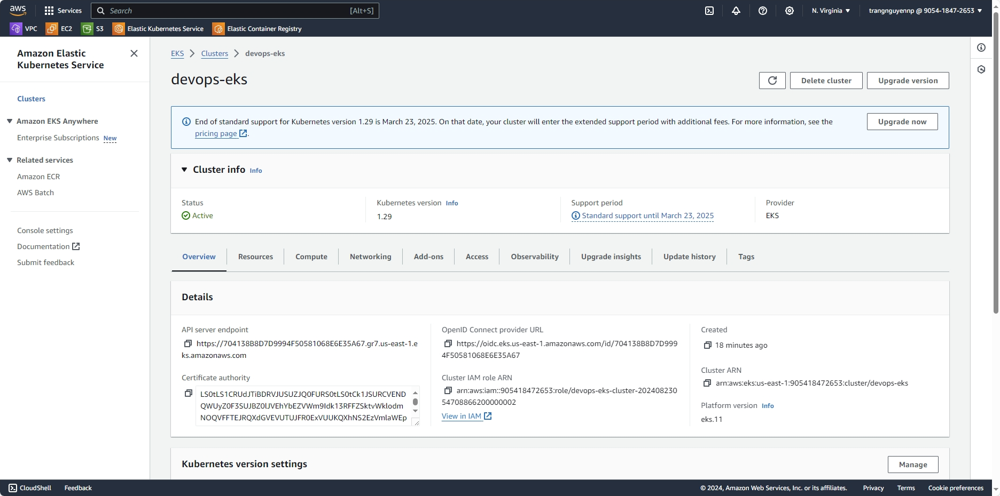 aws
Services
Search
[Alt+S]
N. Virginia
trangnguyennp @ 9054-1847-2653
VPC
EC2
S3
Elastic Kubernetes Service
Elastic Container Registry
Amazon Elastic
Kubernetes Service
Clusters
Amazon EKS Anywhere
Enterprise Subscriptions New
Related services
Amazon ECR
AWS Batch
Console settings
Documentation
Submit feedback
EKS > Clusters > devops-eks
devops-eks
Delete cluster
Upgrade version
End of standard support for Kubernetes version 1.29 is March 23, 2025. On that date, your cluster will enter the extended support period with additional fees. For more information, see the
pricing page.
Upgrade now
Cluster info Info
Status
Active
Kubernetes version Info
1.29
Support period
Standard support until March 23, 2025
Provider
EKS
Overview
Resources
Compute
Networking
Add-ons
Access
Observability
Upgrade insights
Update history
Tags
Details
API server endpoint
https://704138B8D7D9994F50581068E6E35A67.gr7.us-east-1.e
ks.amazonaws.com
Certificate authority
LS0tLS1CRUdJTiBDRVJUSUZJQ0FURS0tLS0tCk1JSURCVEND
QWUyZ0F3SUJBZ0lJVEhYbEZVWm9Idk13RFFZSktvWklodm
NOQVFFTEJRQXdGVEVUTUJFR0ExVUUKQXhNS2EzVmlaWEp
OpenID Connect provider URL
https://oidc.eks.us-east-1.amazonaws.com/id/704138B8D7D999
4F50581068E6E35A67
Cluster IAM role ARN
arn:aws:iam::905418472653:role/devops-eks-cluster-202408230
54708866200000002
View in IAM
Created
18 minutes ago
Cluster ARN
arn:aws:eks:us-east-1:905418472653:cluster/devops-eks
Platform version Info
eks.11
Kubernetes version settings
Manage
CloudShell
Feedback
© 2024, Amazon Web Services, Inc. or its affiliates.
Privacy
Terms
Cookie preferences